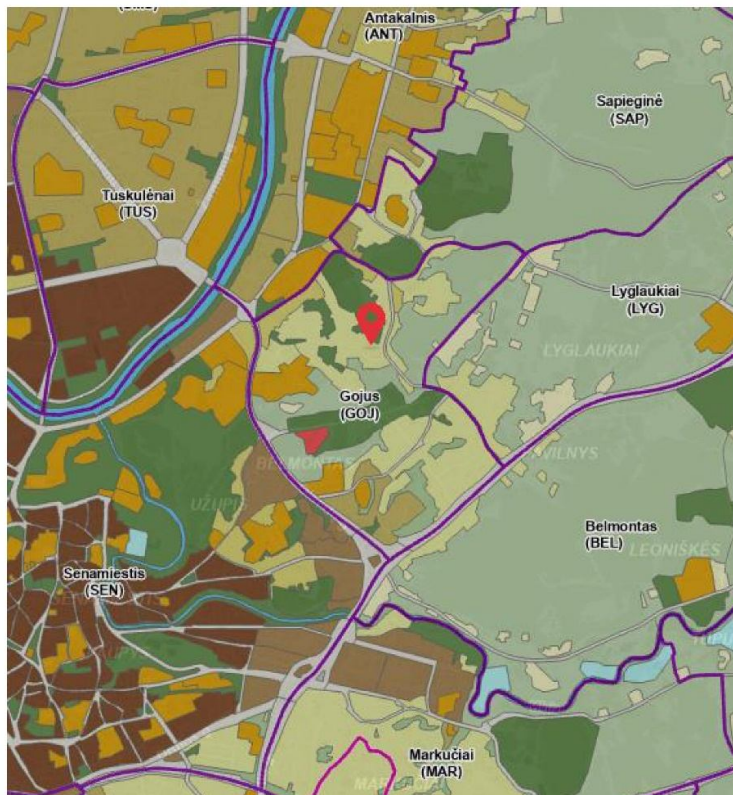 Antakalnis
(ANT)
Sapieginė
(SAP)
Tuskulėnai
(TUS)
Lyglaukiai
(LYG)
LYGLAUKIAI
Gojus
(GOJ)
BELMONTAS
UŽUPIS
Belmontas
(BEL)
LEONIŠKĖS
Senamiestis
(SEN)
Markučiai
(MAR)